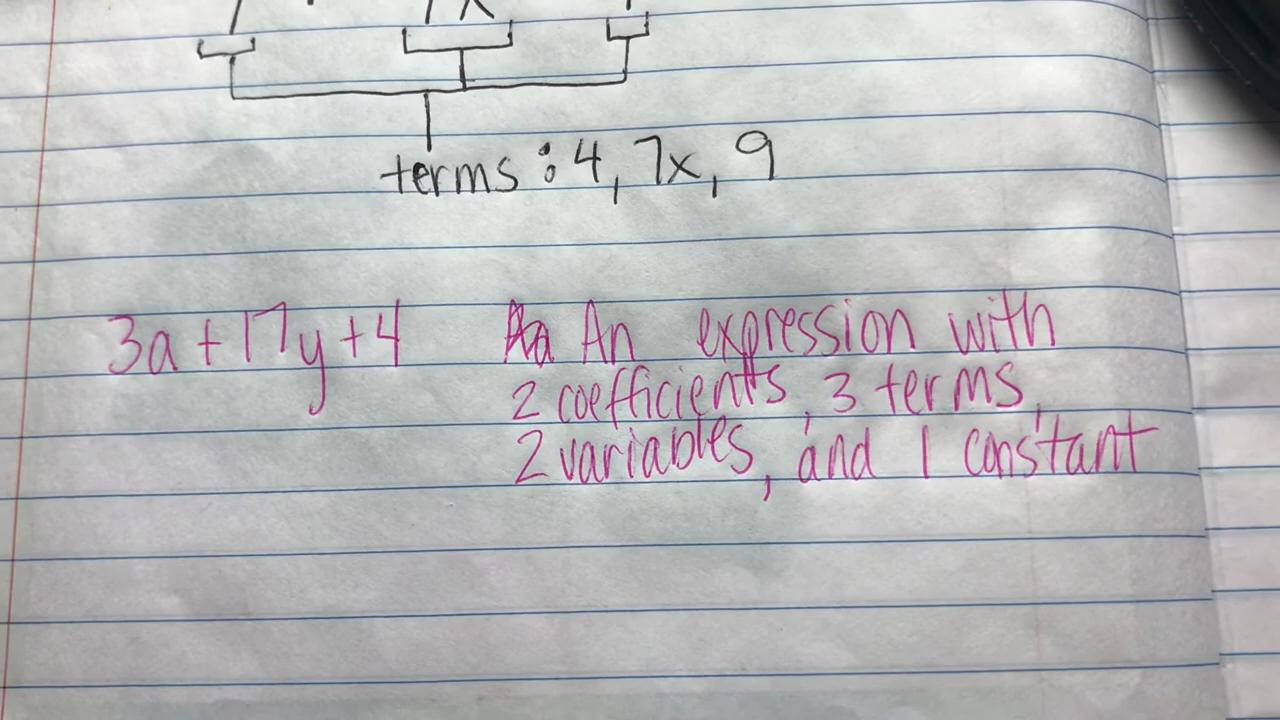 terms : 4, 7x, 9
3a + 17y + 4
An expression with
2 coefficients, 3 terms,
2 variables, and 1 constant